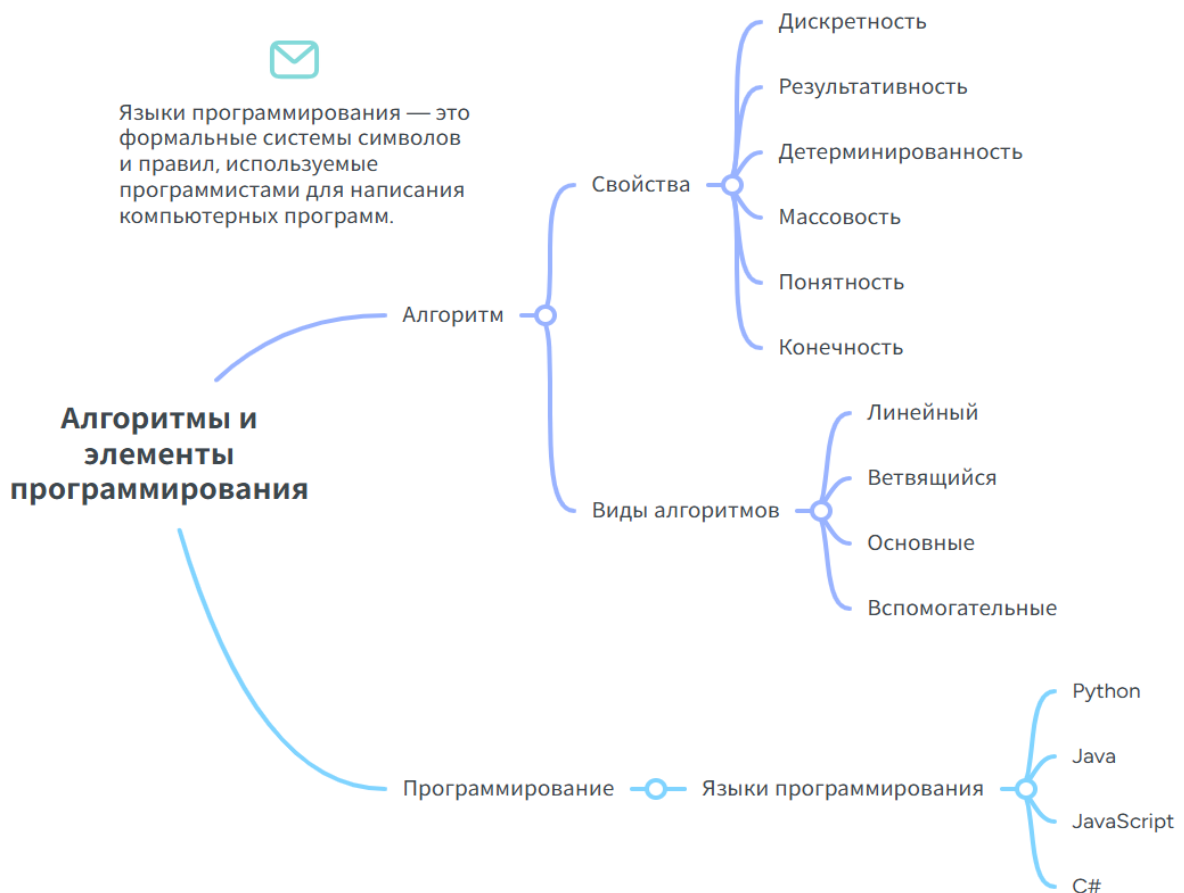 Языки программирования — это
формальные системы символов
и правил, используемые
программистами для написания
компьютерных программ.
Алгоритмы и
элементы
программирования
Алгоритм
Свойства
Дискретность
Результативность
Детерминированность
Массовость
Понятность
Конечность
Виды алгоритмов
Линейный
Ветвящийся
Основные
Вспомогательные
Программирование
Языки программирования
Python
Java
JavaScript
C#